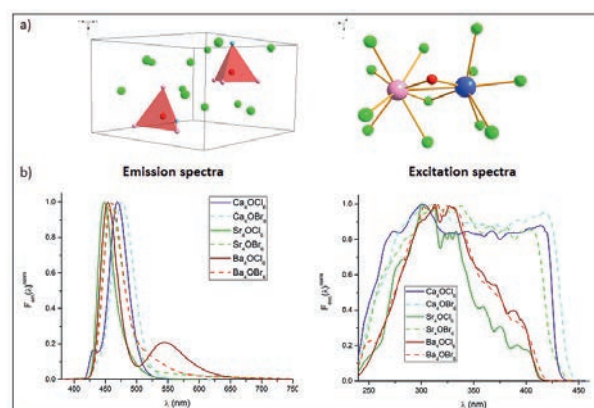 a)
b)
Emission spectra
Excitation spectra
1.0
0.8
0.6
0.4
0.2
0.0
Ca₄OCl₆
Ca₄OBr₆
Sr₄OCl₆
Sr₄OBr₆
Ba₄OCl₆
Ba₄OBr₆
400 450 500 550 600 650 700 750
λ (nm)
1.0
0.8
0.6
0.4
0.2
0.0
Ca₄OCl₆
Ca₄OBr₆
Sr₄OCl₆
Sr₄OBr₆
Ba₄OCl₆
Ba₄OBr₆
250 300 350 400 450
λ (nm)